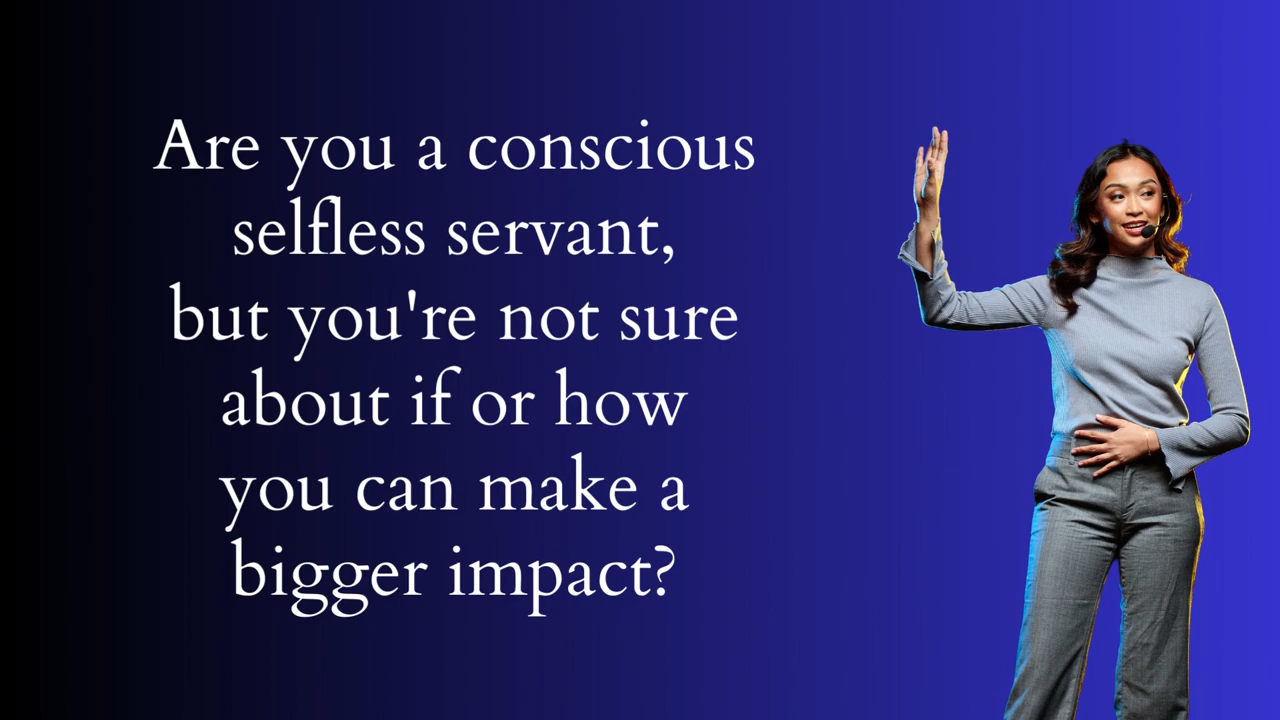 Are you a conscious
selfless servant,
but you're not sure
about if or how
you can make a
bigger impact?